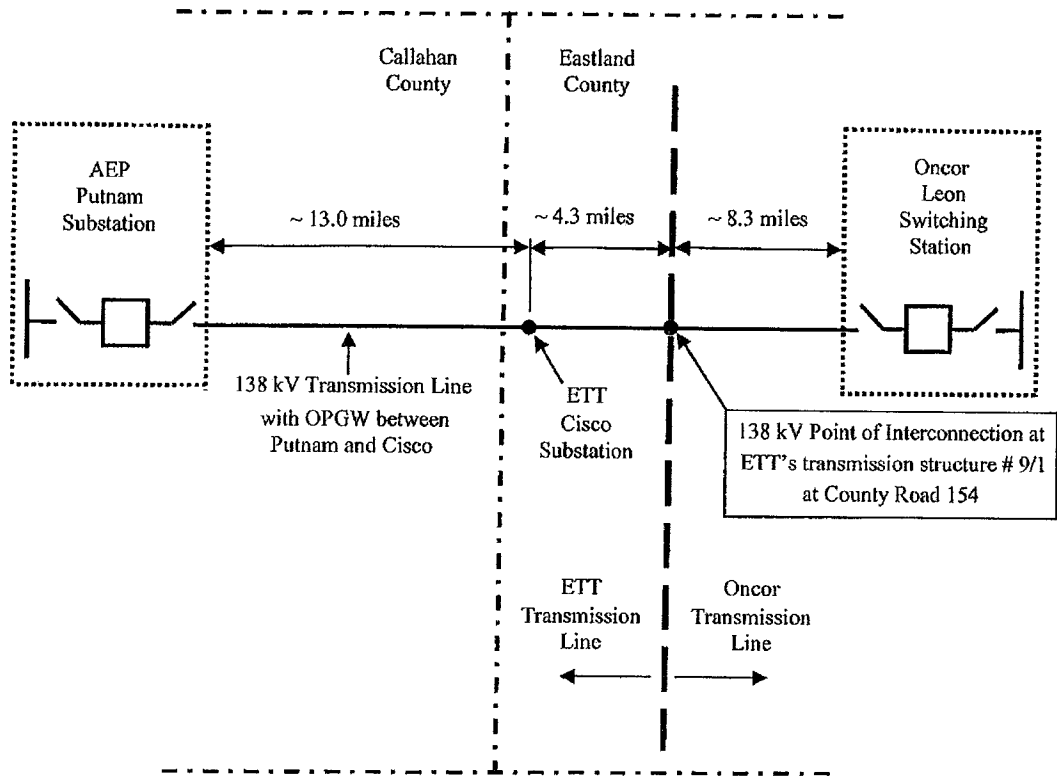 Callahan
County
Eastland
County
AEP
Putnam
Substation
~ 13.0 miles
~ 4.3 miles
~ 8.3 miles
Oncor
Leon
Switching
Station
138 kV Transmission Line
with OPGW between
Putnam and Cisco
ETT
Cisco
Substation
138 kV Point of Interconnection at
ETT's transmission structure # 9/1
at County Road 154
ETT
Transmission
Line
Oncor
Transmission
Line